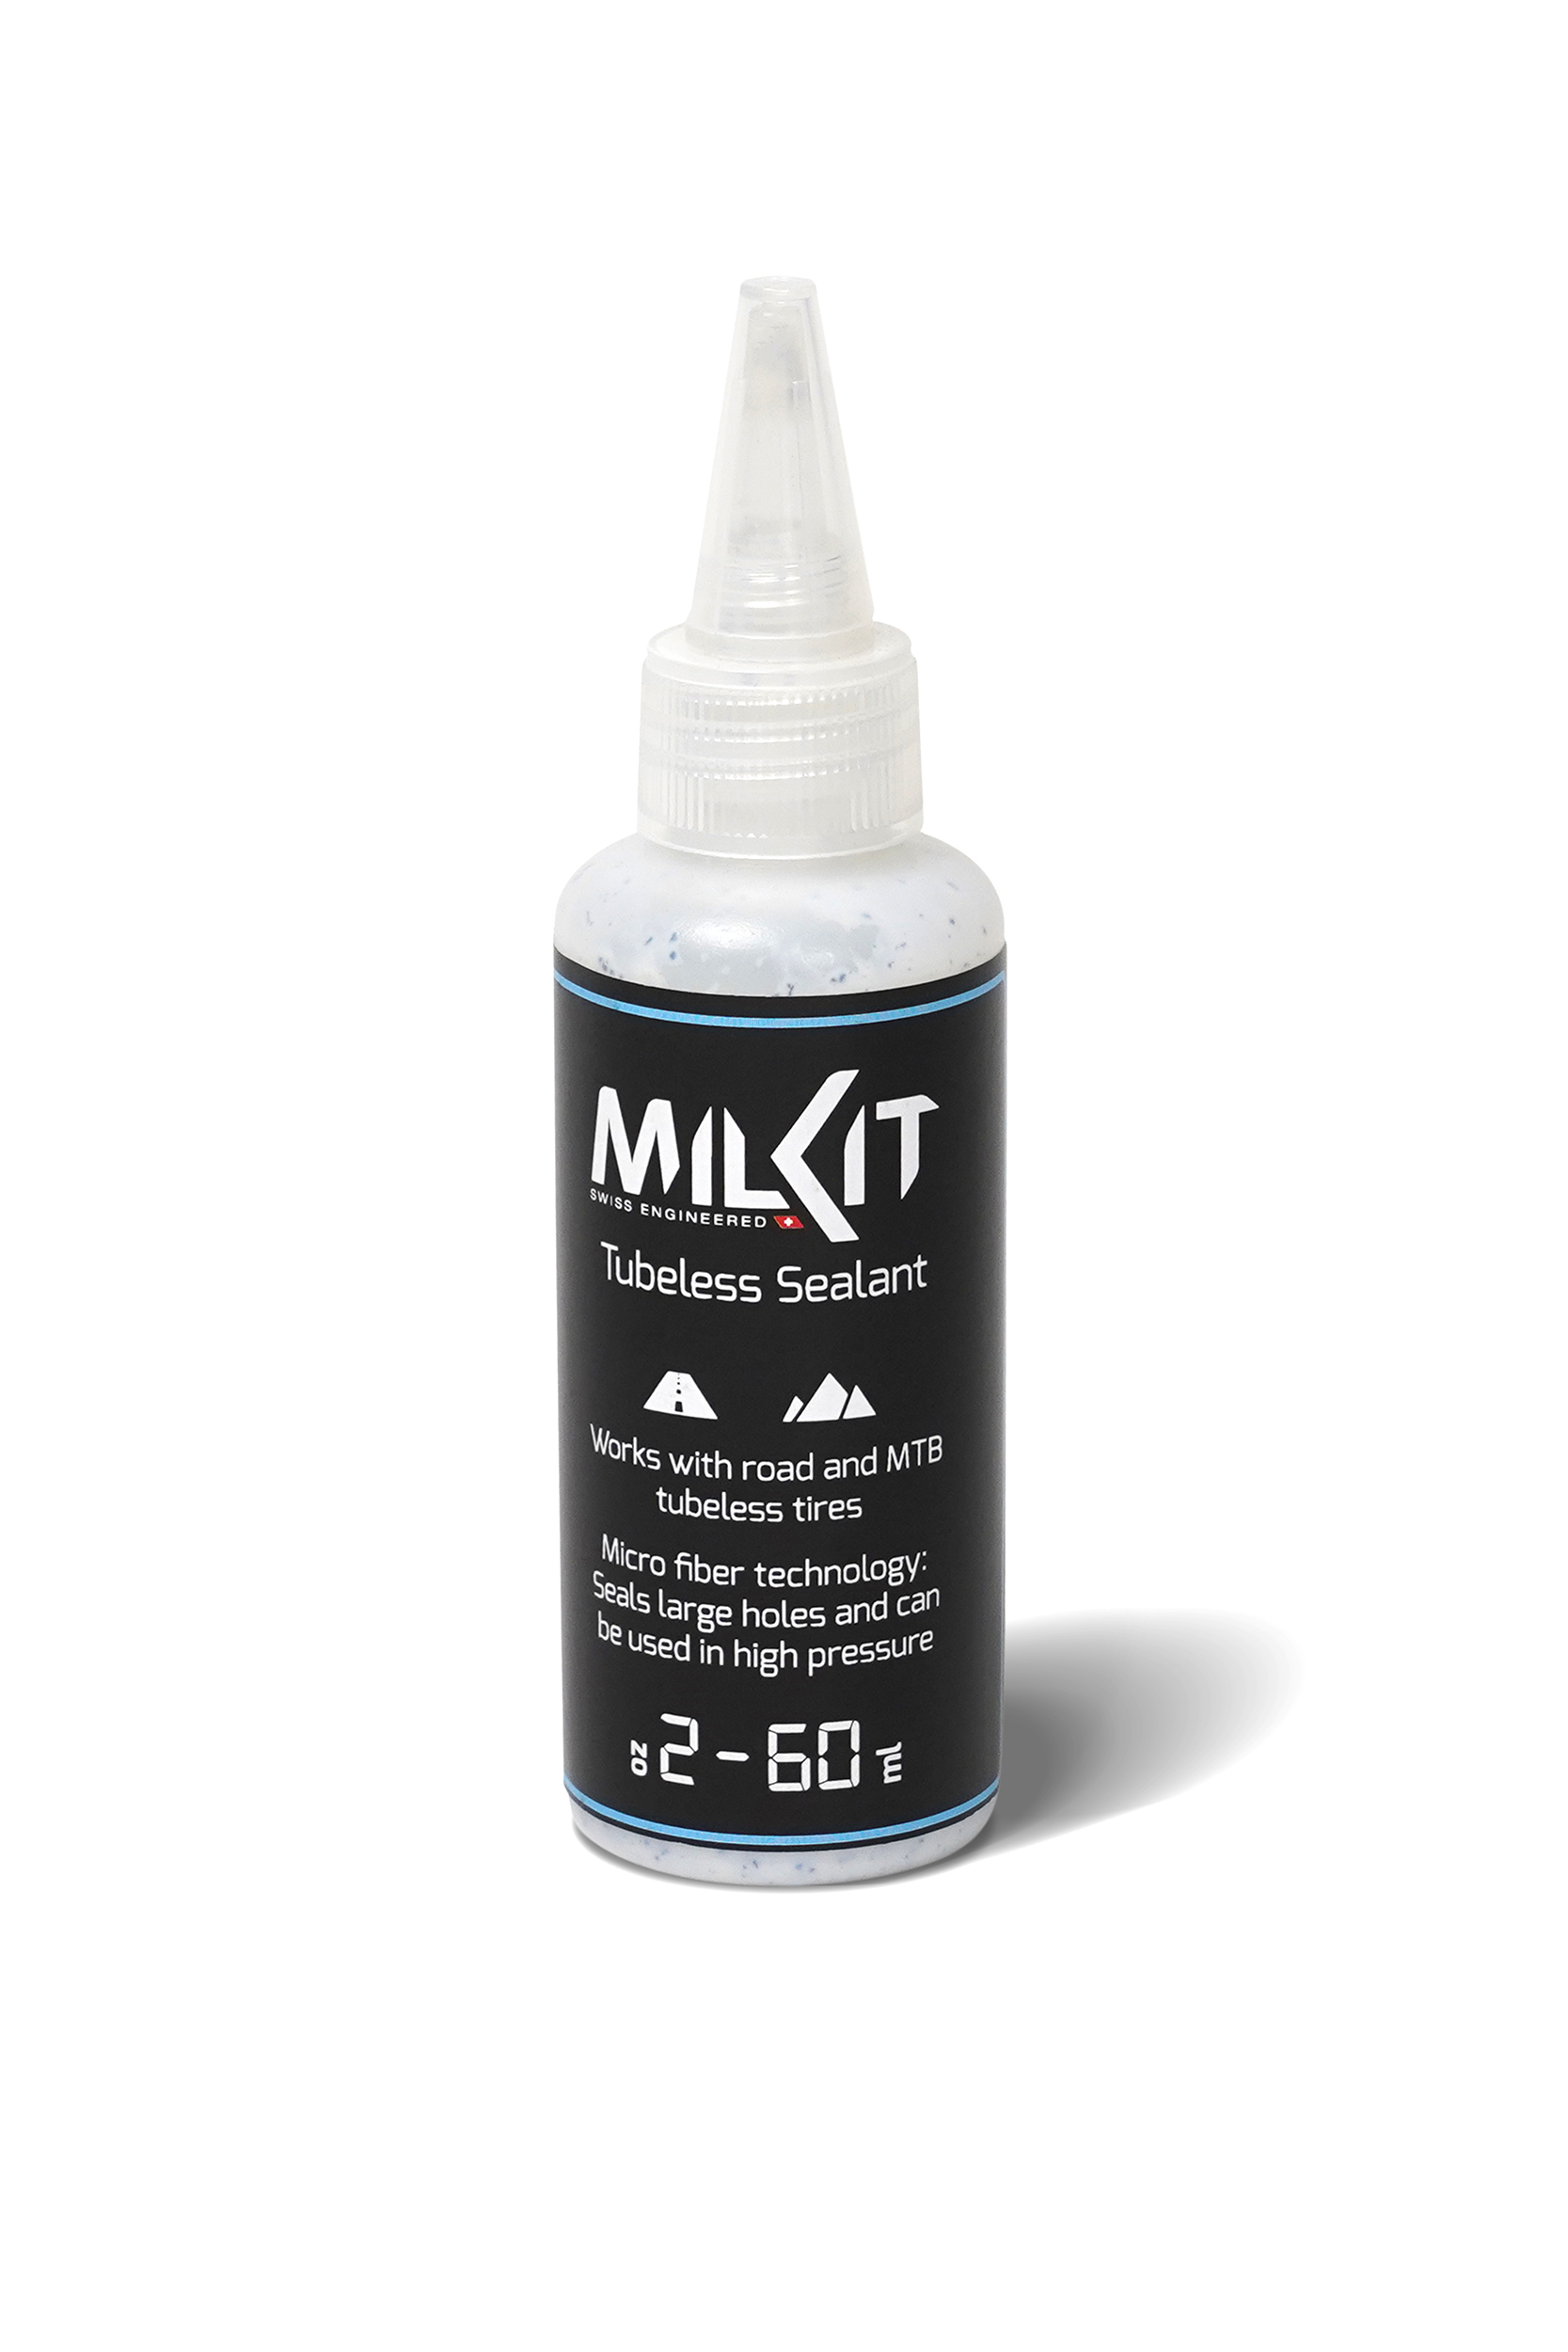 MILKIT
SWISS ENGINEERED
Tubeless Sealant
Works with road and MTB
tubeless tires
Micro fiber technology:
Seals large holes and can
be used in high pressure
oz 2-60 ml